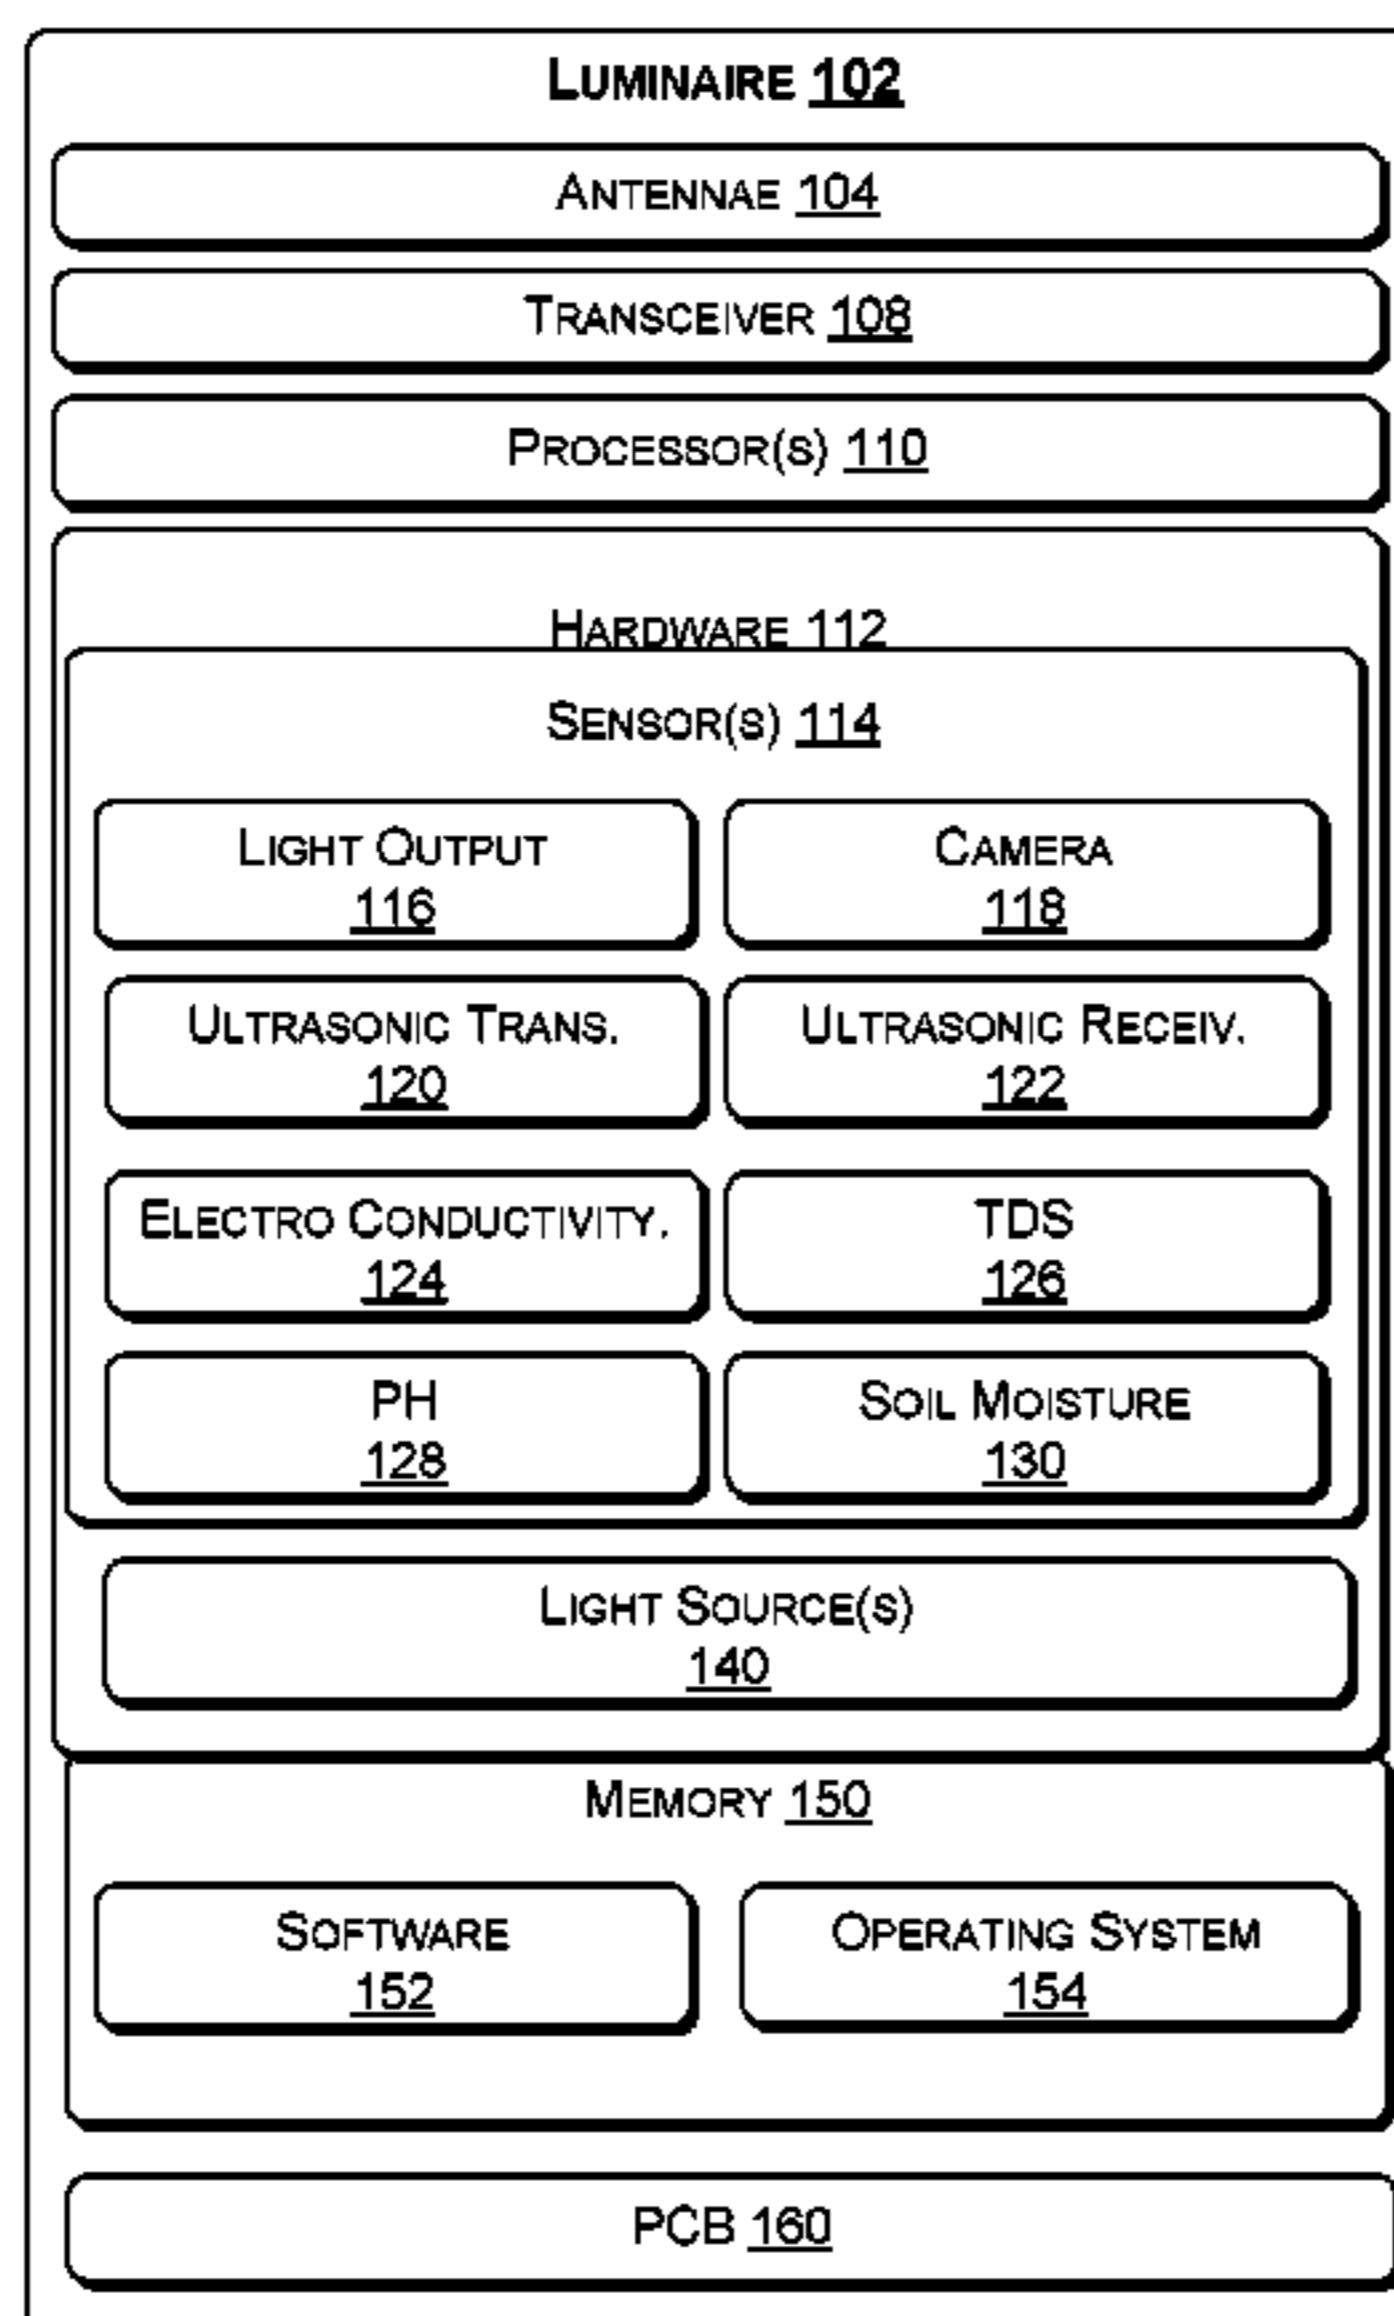 LUMINAIRE 102
ANTENNAE 104
TRANSCEIVER 108
PROCESSOR(S) 110
HARDWARE 112
SENSOR(S) 114
LIGHT OUTPUT
116
CAMERA
118
ULTRASONIC TRANS.
120
ULTRASONIC RECEIV.
122
ELECTRO CONDUCTIVITY.
124
TDS
126
PH
128
SOIL MOISTURE
130
LIGHT SOURCE(S)
140
MEMORY 150
SOFTWARE
152
OPERATING SYSTEM
154
PCB 160